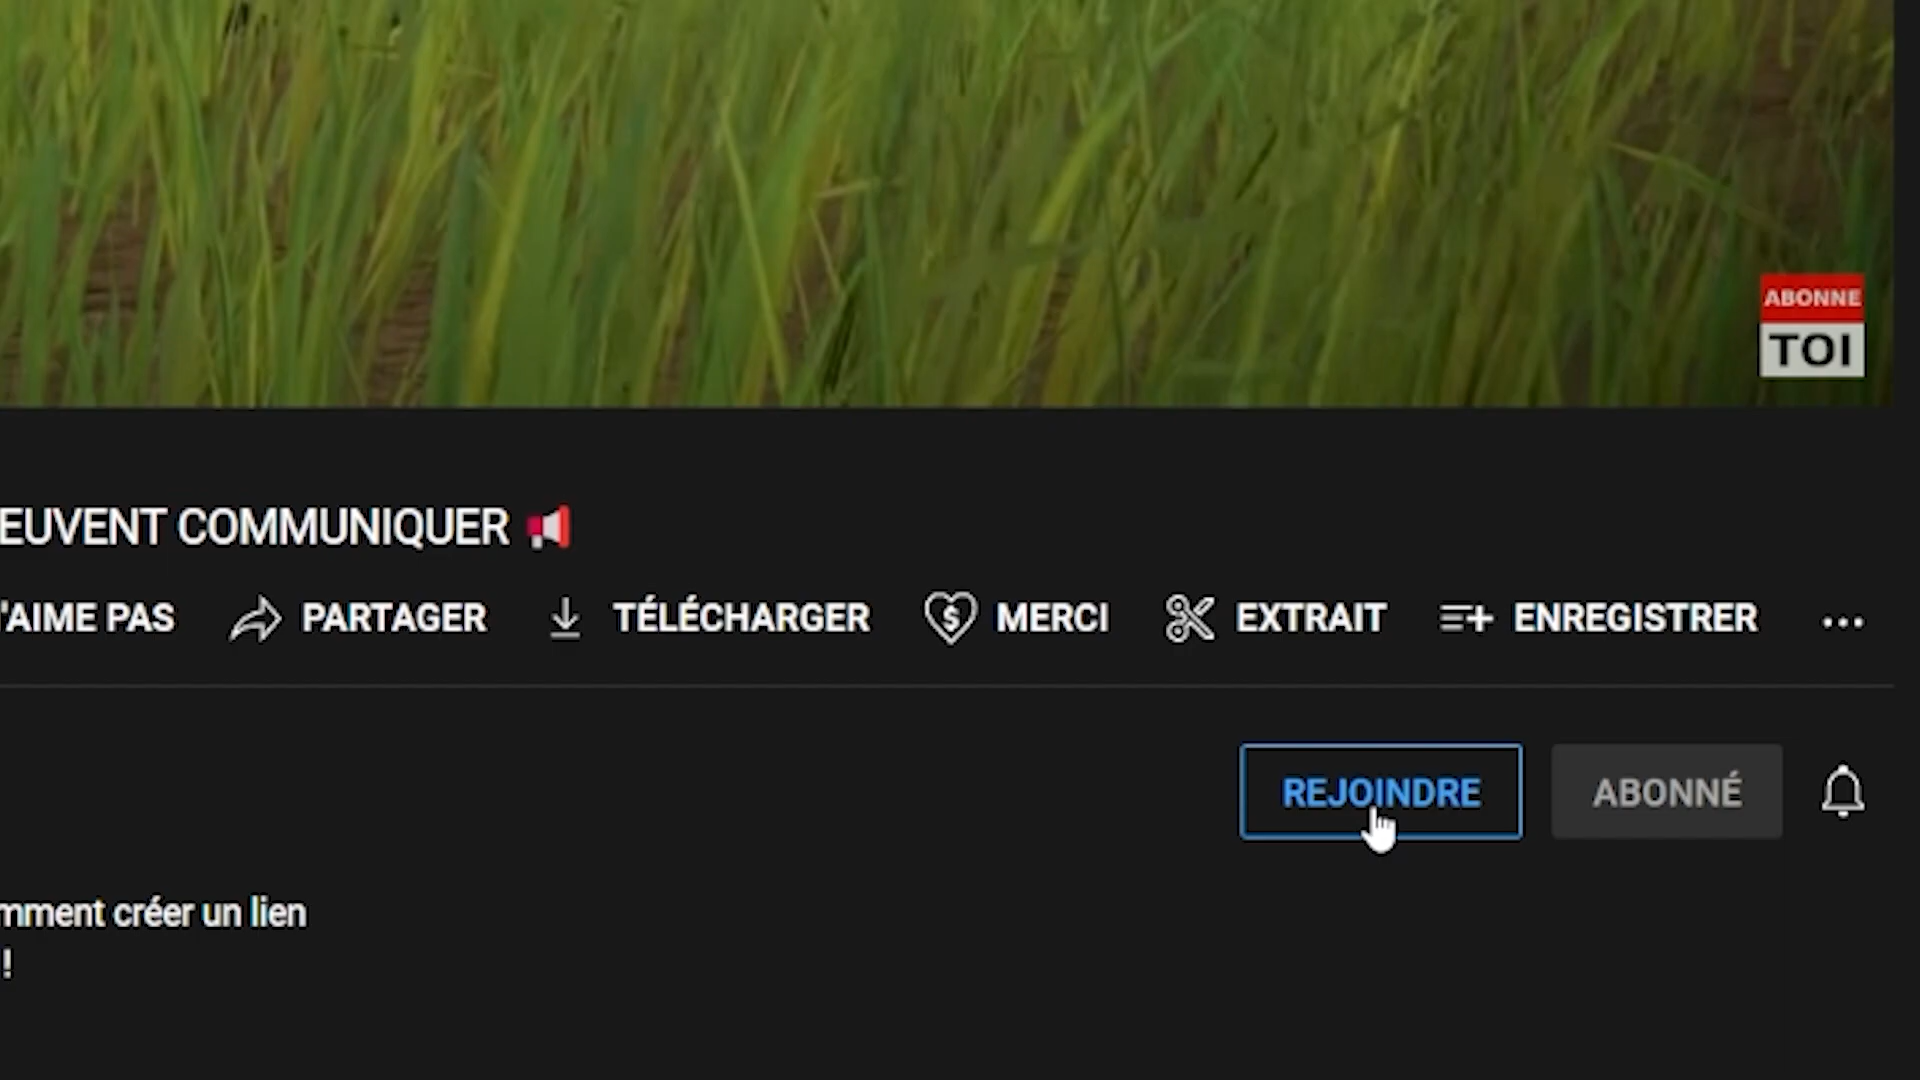 ABONNE
TOI
EUVENT COMMUNIQUER
'AIME PAS PARTAGER TÉLÉCHARGER MERCI EXTRAIT ENREGISTRER ...
REJOINDRE ABONNÉ
mment créer un lien
!